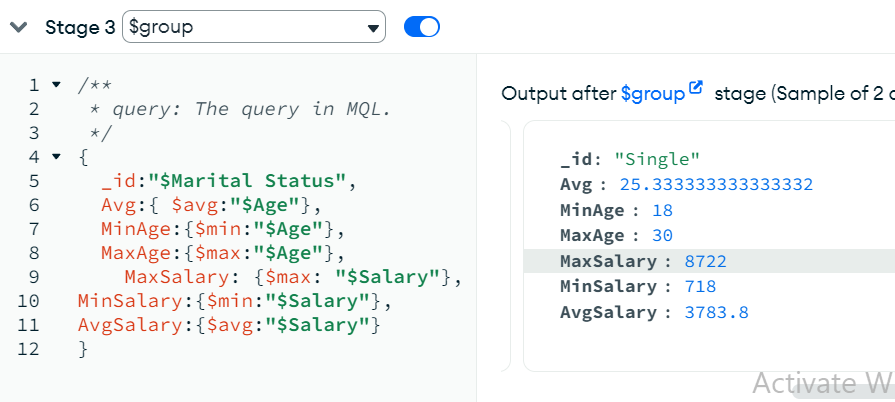 Stage 3 $group
1 /**
2 * query: The query in MQL.
3 */
4 {
5 _id:"$Marital Status",
6 Avg:{ $avg:"$Age"},
7 MinAge:{$min:"$Age"},
8 MaxAge:{$max:"$Age"},
9 MaxSalary: {$max: "$Salary"},
10 MinSalary:{$min:"$Salary"},
11 AvgSalary:{$avg:"$Salary"}
12 }
Output after $group stage (Sample of 2
_id: "Single"
Avg : 25.333333333333332
MinAge : 18
MaxAge : 30
MaxSalary : 8722
MinSalary : 718
AvgSalary : 3783.8
Activate W